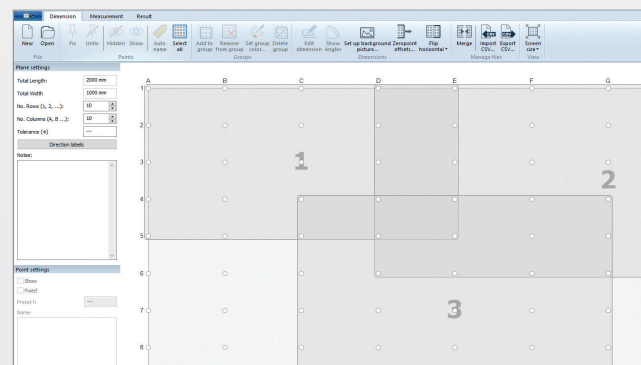 Dimension Measurement Result
New Open Fix Unfix Hidden Show Auto name Select all Add to group Remove from group Set group color... Delete group Edit dimension Show Angles Set up background picture... Zeropoint offsets... Flip horizontal Merge Import CSV... Export CSV... Screen size
File Points Groups Dimensions Manage files View
Plane settings
Total Length: 2000 mm
Total Width 1000 mm
No. Rows (1, 2, ...): 10
No. Columns (A, B ...): 10
Tolerance (±) ---
Direction labels
Notes:
Point settings
Show
Fixed
Preset h ---
Name:
A B C D E F G
1
2
3
4
5
6
7
8
1
2
3